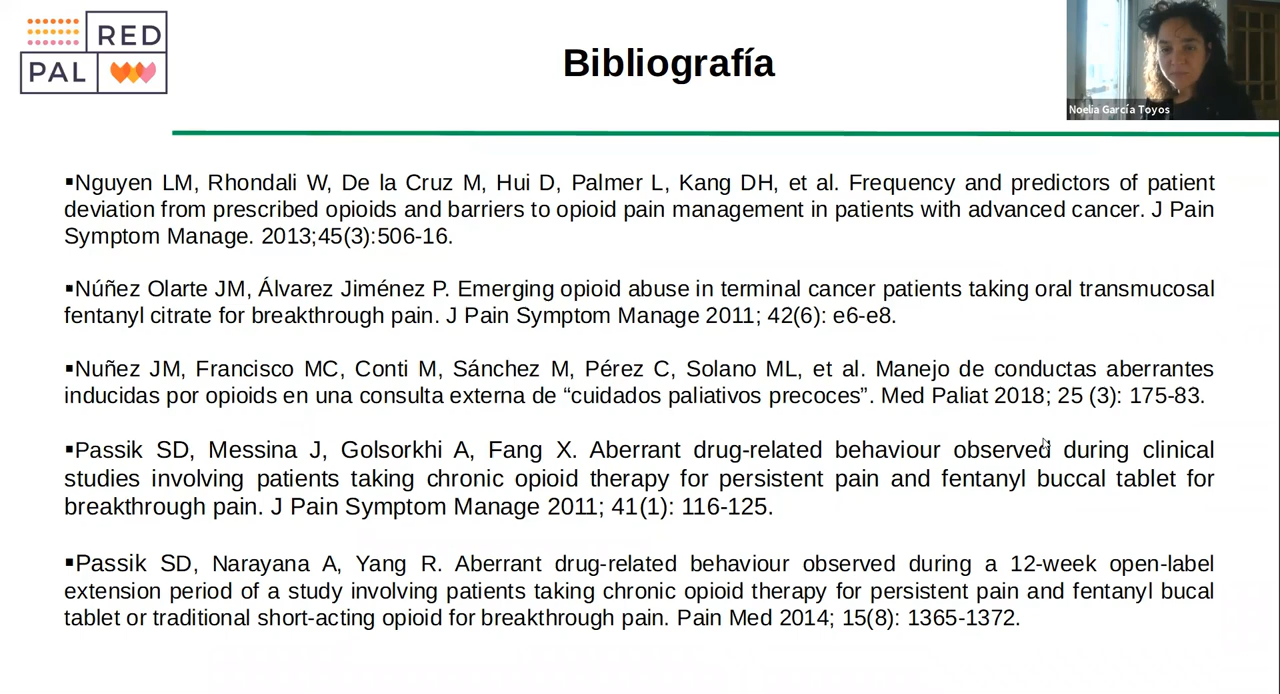 RED
PAL
Bibliografía
Noelia García Toyos
▪Nguyen LM, Rhondali W, De la Cruz M, Hui D, Palmer L, Kang DH, et al. Frequency and predictors of patient
deviation from prescribed opioids and barriers to opioid pain management in patients with advanced cancer. J Pain
Symptom Manage. 2013;45(3):506-16.
▪Núñez Olarte JM, Álvarez Jiménez P. Emerging opioid abuse in terminal cancer patients taking oral transmucosal
fentanyl citrate for breakthrough pain. J Pain Symptom Manage 2011; 42(6): e6-e8.
▪Nuñez JM, Francisco MC, Conti M, Sánchez M, Pérez C, Solano ML, et al. Manejo de conductas aberrantes
inducidas por opioids en una consulta externa de “cuidados paliativos precoces”. Med Paliat 2018; 25 (3): 175-83.
▪Passik SD, Messina J, Golsorkhi A, Fang X. Aberrant drug-related behaviour observed during clinical
studies involving patients taking chronic opioid therapy for persistent pain and fentanyl buccal tablet for
breakthrough pain. J Pain Symptom Manage 2011; 41(1): 116-125.
▪Passik SD, Narayana A, Yang R. Aberrant drug-related behaviour observed during a 12-week open-label
extension period of a study involving patients taking chronic opioid therapy for persistent pain and fentanyl bucal
tablet or traditional short-acting opioid for breakthrough pain. Pain Med 2014; 15(8): 1365-1372.